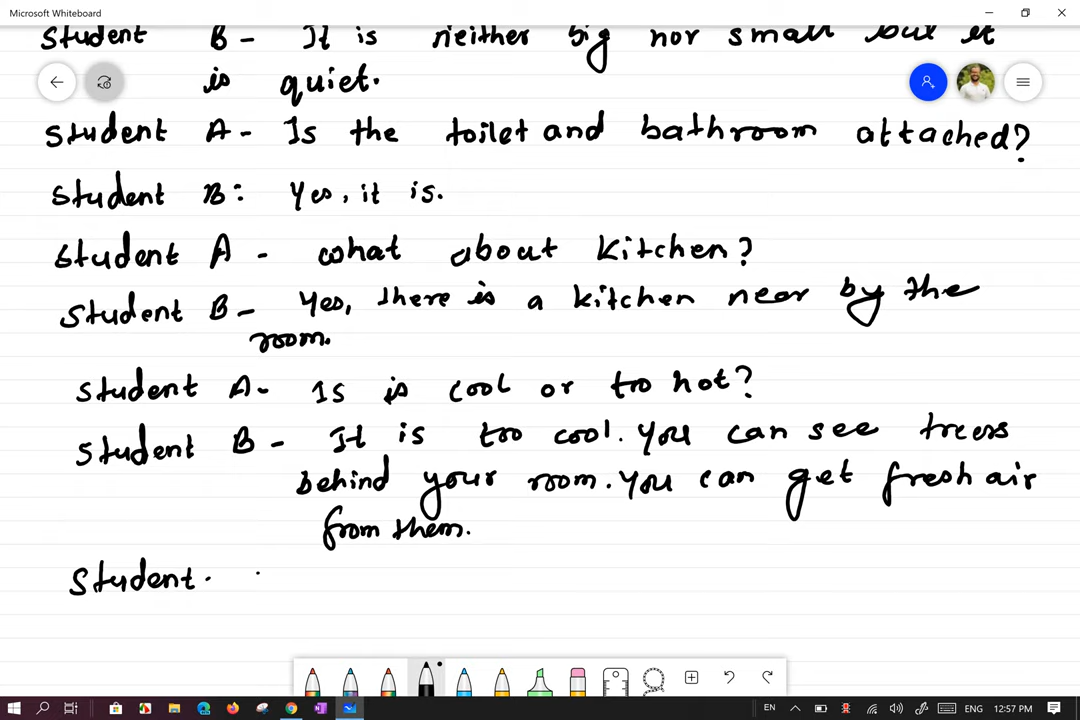 Microsoft Whiteboard
Student B- It is neither big nor small but it
is quiet.
Student A- Is the toilet and bathroom attached?
Student B: Yes, it is.
Student A - what about kitchen?
Student B- Yes, there is a kitchen near by the
room.
Student A- Is is cool or too hot?
Student B - It is too cool. You can see trees
behind your room. You can get fresh air
from them.
Student.
EN ENG 12:57 PM